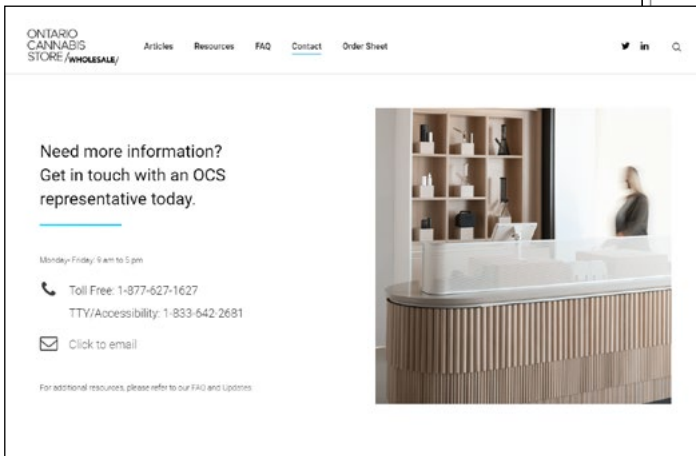 ONTARIO
CANNABIS
STORE/WHOLESALE/
Articles Resources FAQ Contact Order Sheet
Need more information?
Get in touch with an OCS
representative today.
Monday-Friday: 9 am to 5 pm
Toll Free: 1-877-627-1627
TTY/Accessibility: 1-833-642-2681
Click to email
For additional resources, please refer to our FAQ and Updates